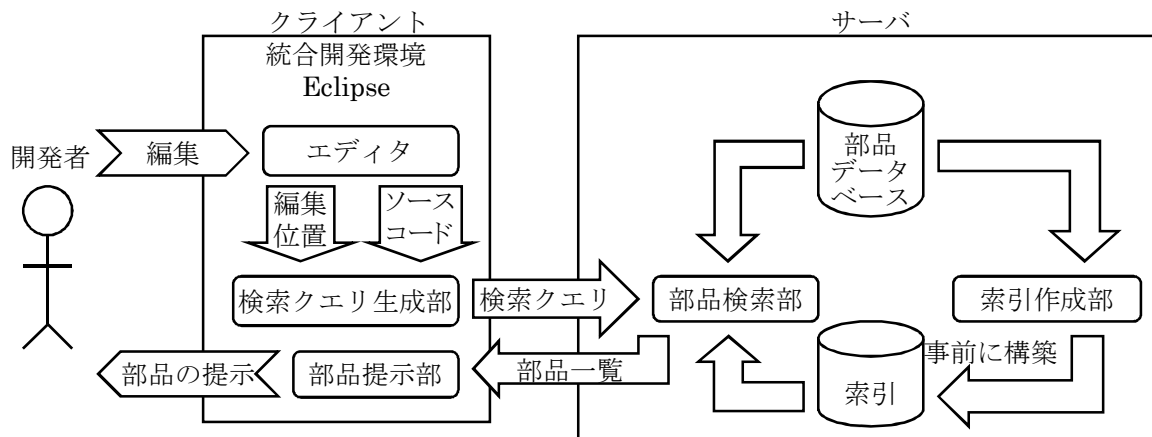 クライアント
サーバ
統合開発環境
Eclipse
開発者
編集
エディタ
部品
データ
ベース
編集
位置
ソース
コード
検索クエリ生成部
検索クエリ
部品検索部
索引作成部
事前に構築
部品の提示
部品提示部
部品一覧
索引